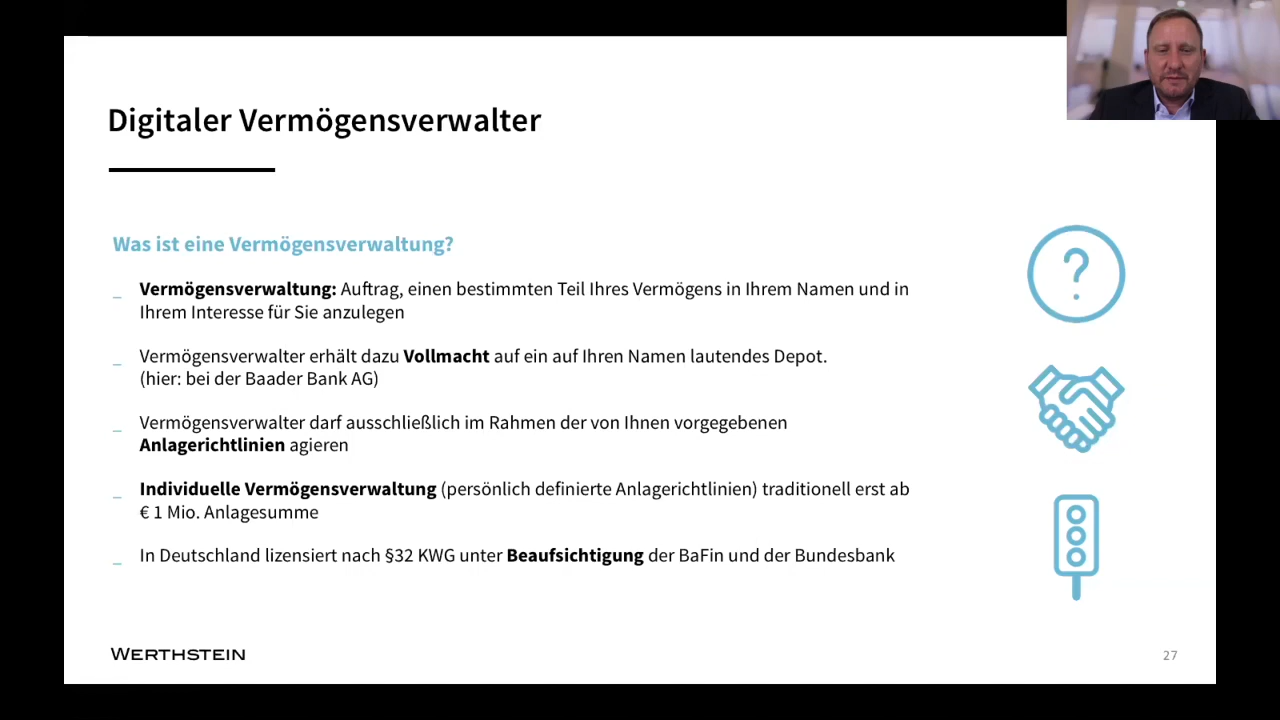 Digitaler Vermögensverwalter
Was ist eine Vermögensverwaltung?
_ Vermögensverwaltung: Auftrag, einen bestimmten Teil Ihres Vermögens in Ihrem Namen und in
Ihrem Interesse für Sie anzulegen
_ Vermögensverwalter erhält dazu Vollmacht auf ein auf Ihren Namen lautendes Depot.
(hier: bei der Baader Bank AG)
_ Vermögensverwalter darf ausschließlich im Rahmen der von Ihnen vorgegebenen
Anlagerichtlinien agieren
_ Individuelle Vermögensverwaltung (persönlich definierte Anlagerichtlinien) traditionell erst ab
€ 1 Mio. Anlagesumme
_ In Deutschland lizensiert nach §32 KWG unter Beaufsichtigung der BaFin und der Bundesbank
?
WERTHSTEIN
27